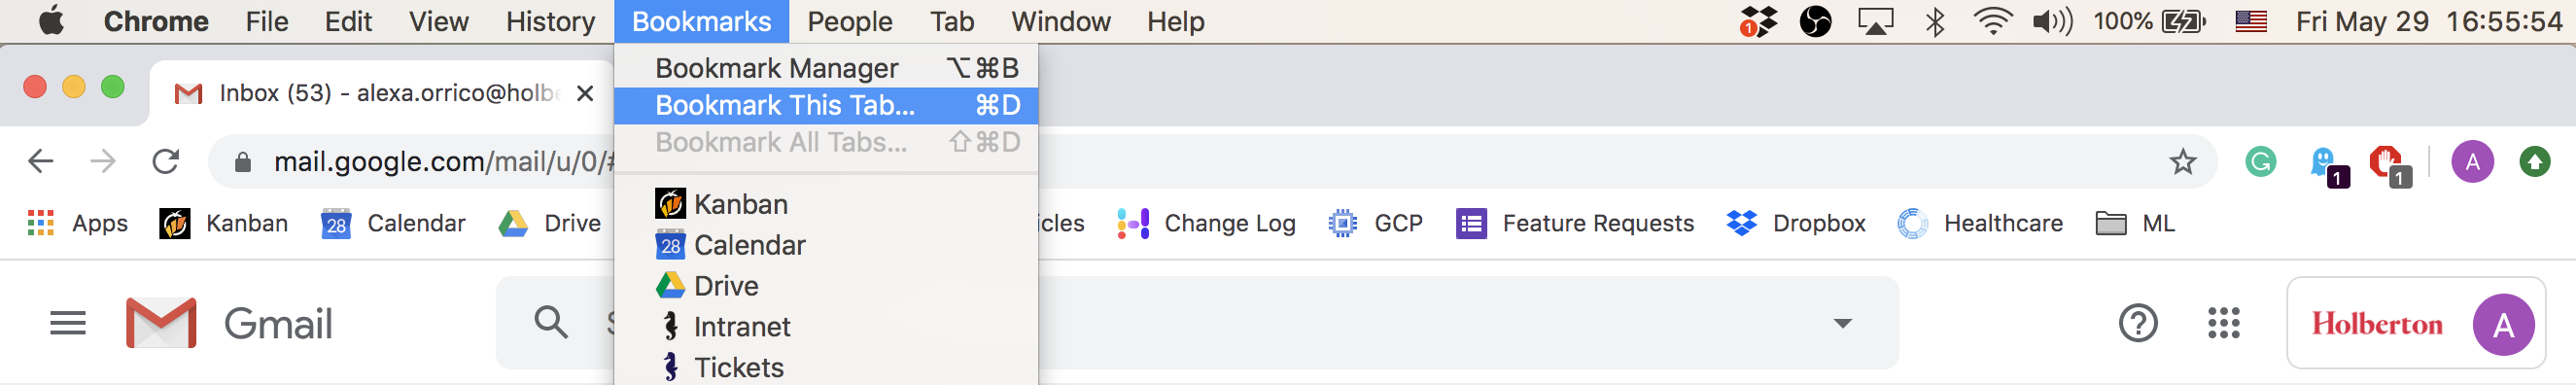 Chrome File Edit View History Bookmarks People Tab Window Help 1 100% Fri May 29 16:55:54
Bookmark Manager ⌥⌘B
Inbox (53) - alexa.orrico@holb
Bookmark This Tab... ⌘D
Bookmark All Tabs... ⇧⌘D
mail.google.com/mail/u/0/# G 1 1 A
Kanban
Apps Kanban 28 Calendar Drive icles Change Log GCP Feature Requests Dropbox Healthcare ML
28 Calendar
Drive
Gmail Holberton A
Intranet
Tickets